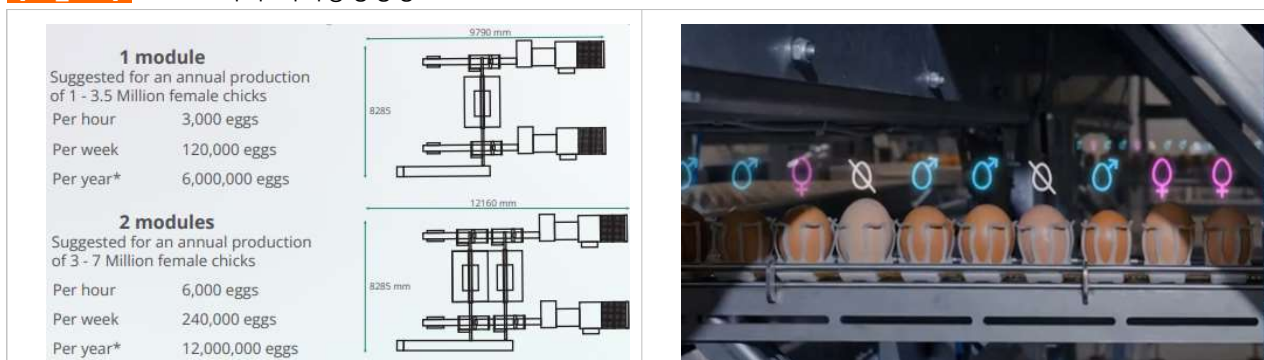 1 module
Suggested for an annual production
of 1 - 3.5 Million female chicks
Per hour 3,000 eggs
Per week 120,000 eggs
Per year* 6,000,000 eggs
9790 mm
8285
2 modules
Suggested for an annual production
of 3 - 7 Million female chicks
Per hour 6,000 eggs
Per week 240,000 eggs
Per year* 12,000,000 eggs
12160 mm
8285 mm